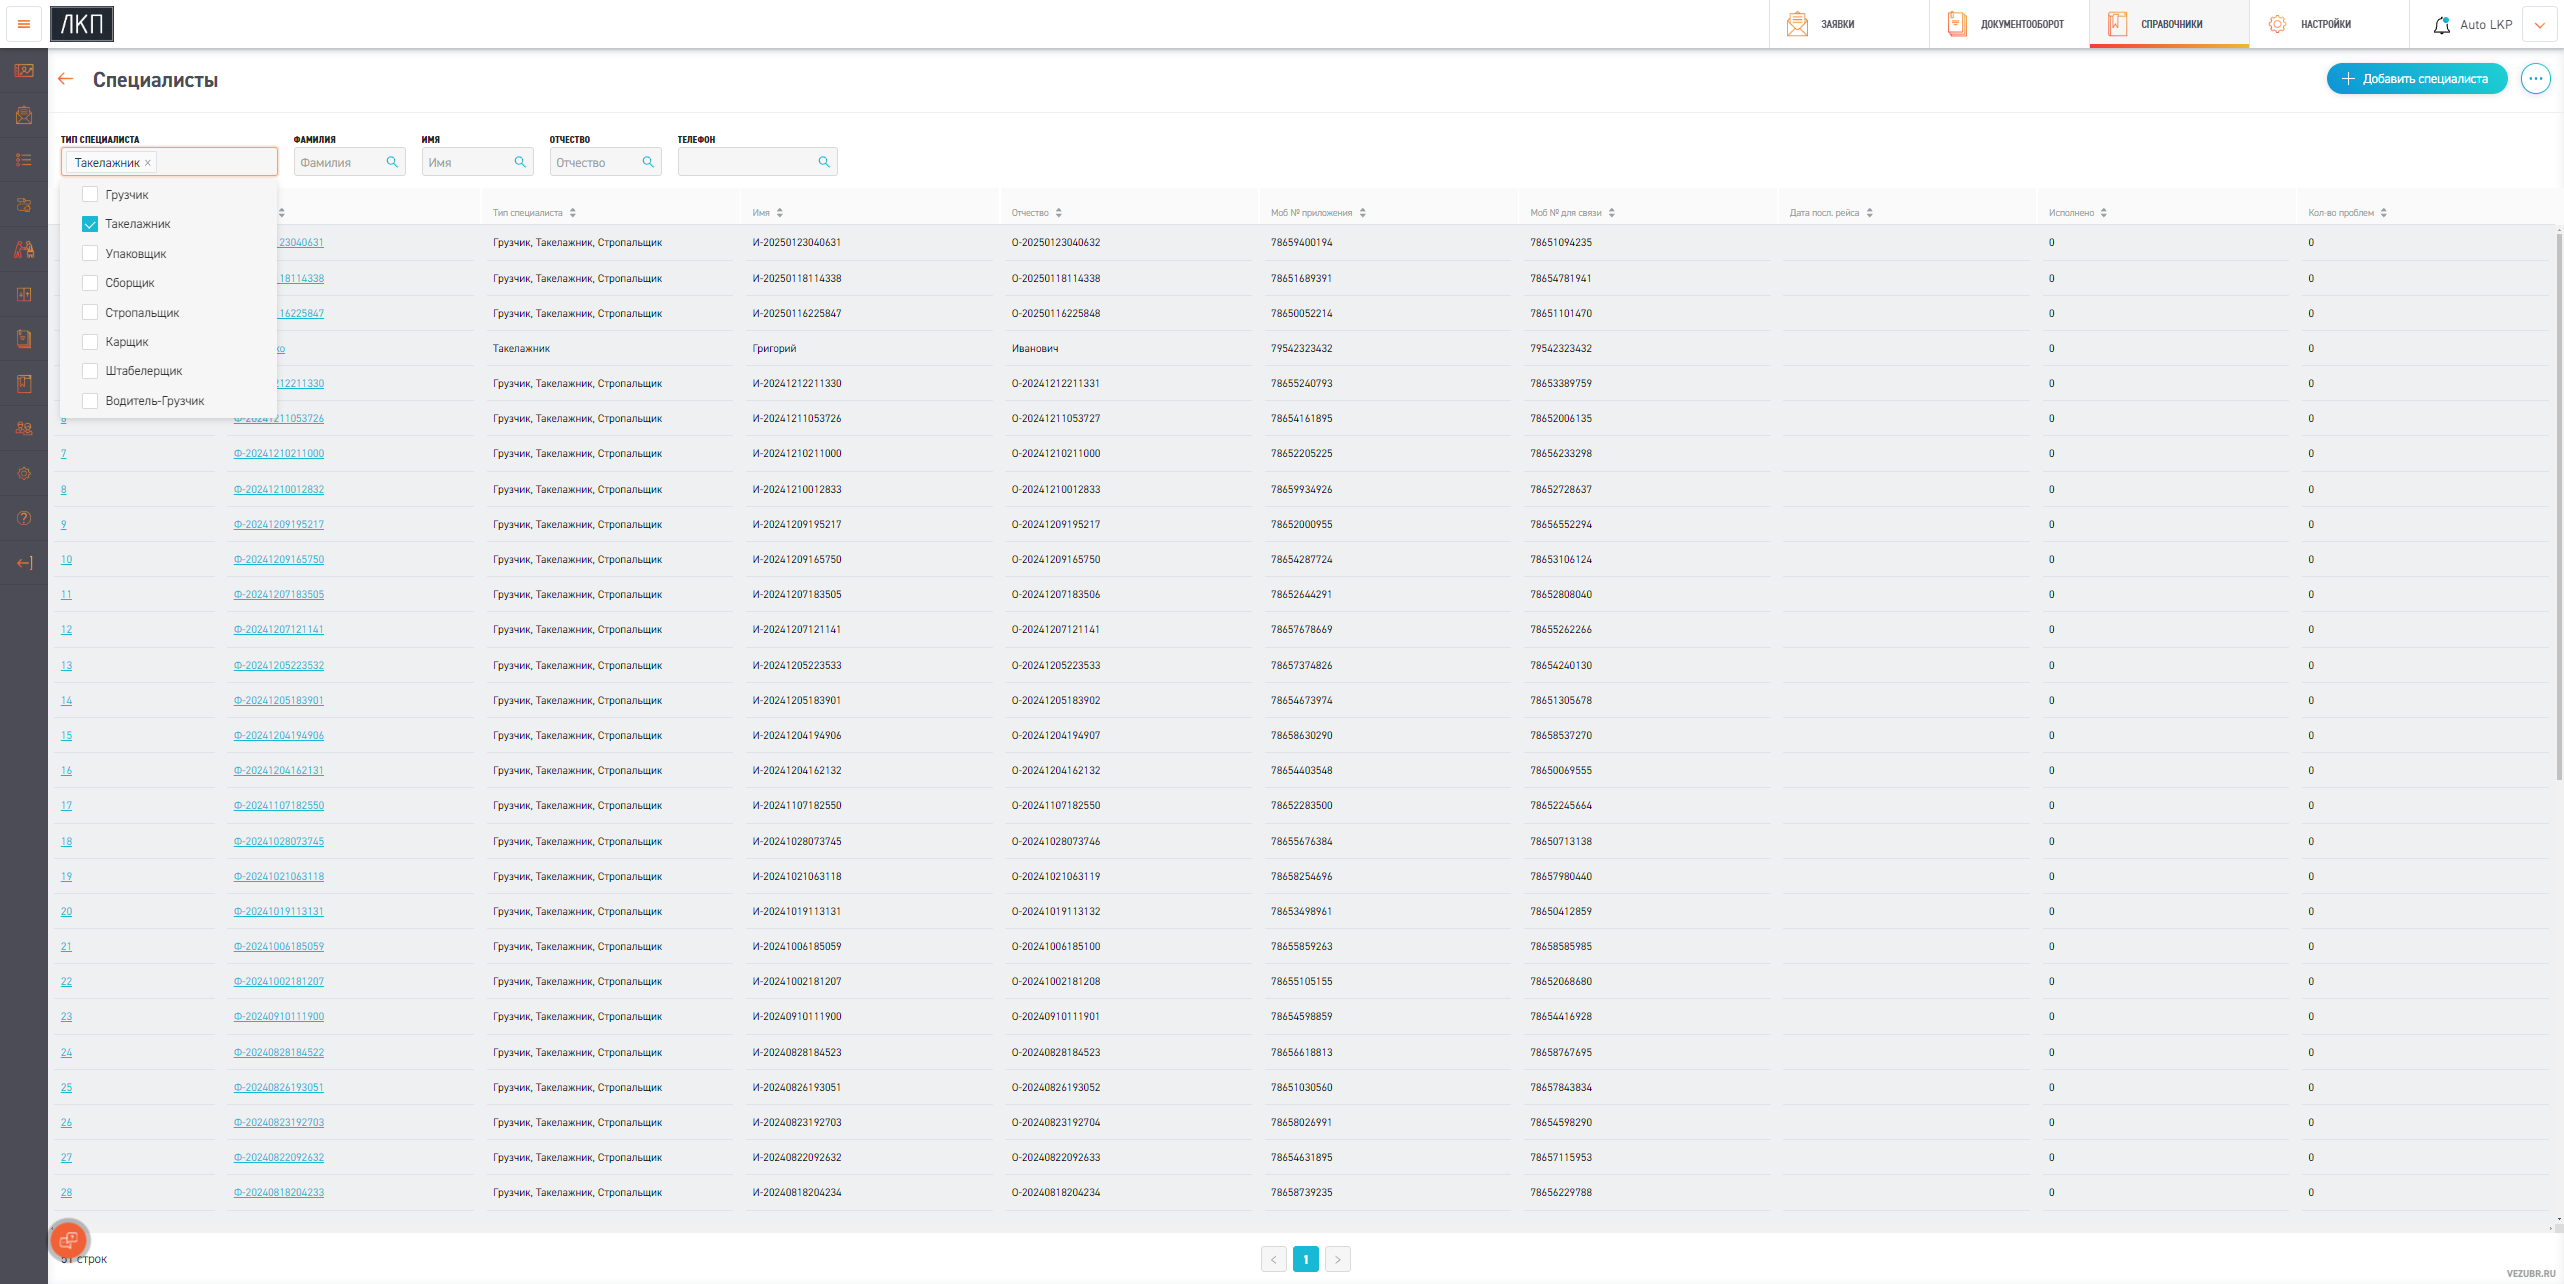 ЛКП
ЗАЯВКИ
ДОКУМЕНТООБОРОТ
СПРАВОЧНИКИ
НАСТРОЙКИ
Auto LKP
Специалисты
Добавить специалиста
ТИП СПЕЦИАЛИСТА ФАМИЛИЯ ИМЯ ОТЧЕСТВО ТЕЛЕФОН
Такелажник Фамилия Имя Отчество
Грузчик
Такелажник
Упаковщик
Сборщик
Стропальщик
Карщик
Штабелерщик
Водитель-Грузчик
Тип специалиста Имя Отчество Моб № приложения Моб № для связи Дата посл. рейса Исполнено Кол-во проблем
23040631 Грузчик, Такелажник, Стропальщик И-20250123040631 О-20250123040632 78659400194 78651094235 0 0
18114338 Грузчик, Такелажник, Стропальщик И-20250118114338 О-20250118114338 78651689391 78654781941 0 0
16225847 Грузчик, Такелажник, Стропальщик И-20250116225847 О-20250116225848 78650052214 78651101470 0 0
ко Такелажник Григорий Иванович 79542323432 79542323432 0 0
212211330 Грузчик, Такелажник, Стропальщик И-20241212211330 О-20241212211331 78655240793 78653389759 0 0
6 Ф-20241211053726 Грузчик, Такелажник, Стропальщик И-20241211053726 О-20241211053727 78654161895 78652006135 0 0
7 Ф-20241210211000 Грузчик, Такелажник, Стропальщик И-20241210211000 О-20241210211000 78652205225 78656233298 0 0
8 Ф-20241210012832 Грузчик, Такелажник, Стропальщик И-20241210012833 О-20241210012833 78659934926 78652728637 0 0
9 Ф-20241209195217 Грузчик, Такелажник, Стропальщик И-20241209195217 О-20241209195217 78652000955 78656552294 0 0
10 Ф-20241209165750 Грузчик, Такелажник, Стропальщик И-20241209165750 О-20241209165750 78654287724 78653106124 0 0
11 Ф-20241207183505 Грузчик, Такелажник, Стропальщик И-20241207183505 О-20241207183506 78652644291 78652808040 0 0
12 Ф-20241207121141 Грузчик, Такелажник, Стропальщик И-20241207121141 О-20241207121141 78657678669 78655262266 0 0
13 Ф-20241205223532 Грузчик, Такелажник, Стропальщик И-20241205223533 О-20241205223533 78657374826 78654240130 0 0
14 Ф-20241205183901 Грузчик, Такелажник, Стропальщик И-20241205183901 О-20241205183902 78654673974 78651305678 0 0
15 Ф-20241204194906 Грузчик, Такелажник, Стропальщик И-20241204194906 О-20241204194907 78658630290 78658537270 0 0
16 Ф-20241204162131 Грузчик, Такелажник, Стропальщик И-20241204162132 О-20241204162132 78654403548 78650069555 0 0
17 Ф-20241107182550 Грузчик, Такелажник, Стропальщик И-20241107182550 О-20241107182550 78652283500 78652245664 0 0
18 Ф-20241028073745 Грузчик, Такелажник, Стропальщик И-20241028073745 О-20241028073746 78655676384 78650713138 0 0
19 Ф-20241021063118 Грузчик, Такелажник, Стропальщик И-20241021063118 О-20241021063119 78658254696 78657980440 0 0
20 Ф-20241019113131 Грузчик, Такелажник, Стропальщик И-20241019113131 О-20241019113132 78653498961 78650412859 0 0
21 Ф-20241006185059 Грузчик, Такелажник, Стропальщик И-20241006185059 О-20241006185100 78655859263 78658585985 0 0
22 Ф-20241002181207 Грузчик, Такелажник, Стропальщик И-20241002181207 О-20241002181208 78655105155 78652068680 0 0
23 Ф-20240910111900 Грузчик, Такелажник, Стропальщик И-20240910111900 О-20240910111901 78654598859 78654416928 0 0
24 Ф-20240828184522 Грузчик, Такелажник, Стропальщик И-20240828184523 О-20240828184523 78656618813 78658767695 0 0
25 Ф-20240826193051 Грузчик, Такелажник, Стропальщик И-20240826193051 О-20240826193052 78651030560 78657843834 0 0
26 Ф-20240823192703 Грузчик, Такелажник, Стропальщик И-20240823192703 О-20240823192704 78658026991 78654598290 0 0
27 Ф-20240822092632 Грузчик, Такелажник, Стропальщик И-20240822092632 О-20240822092633 78654631895 78657115953 0 0
28 Ф-20240818204233 Грузчик, Такелажник, Стропальщик И-20240818204234 О-20240818204234 78658739235 78656229788 0 0
строк
1
VEZUBR.RU